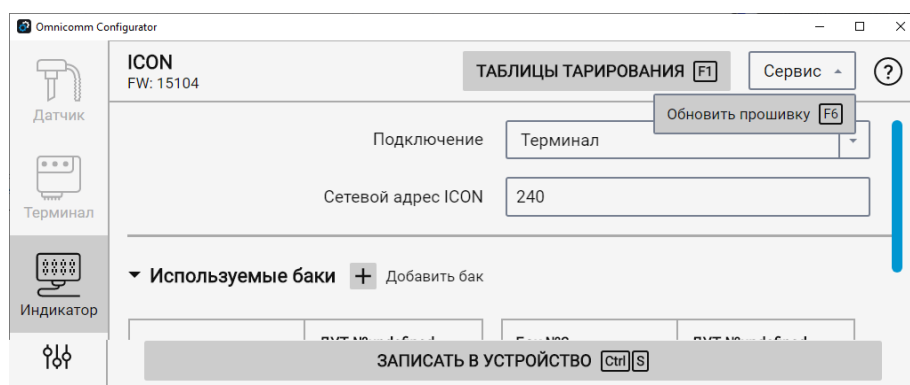 Omnicomm Configurator
ICON
FW: 15104
ТАБЛИЦЫ ТАРИРОВАНИЯ F1
Сервис
?
Обновить прошивку F6
Датчик
Терминал
Индикатор
Подключение
Терминал
Сетевой адрес ICON
240
Используемые баки
+ Добавить бак
ЗАПИСАТЬ В УСТРОЙСТВО Ctrl S